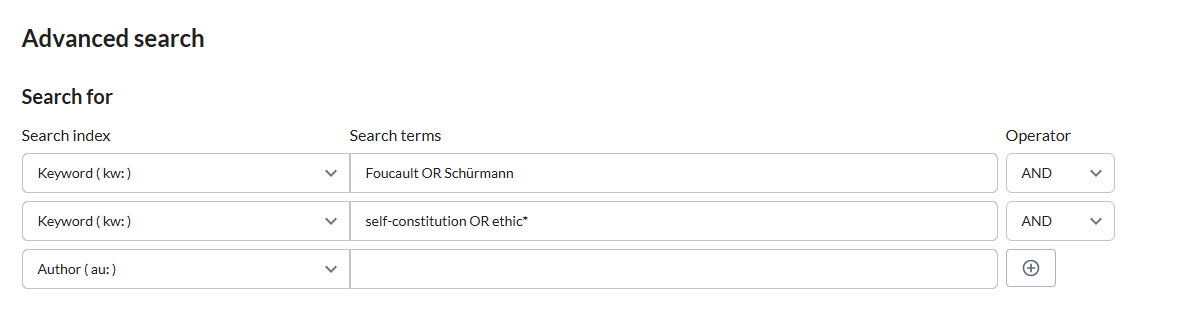 Advanced search
Search for
Search index Search terms Operator
Keyword ( kw: ) Foucault OR Schürmann AND
Keyword ( kw: ) self-constitution OR ethic* AND
Author ( au: )